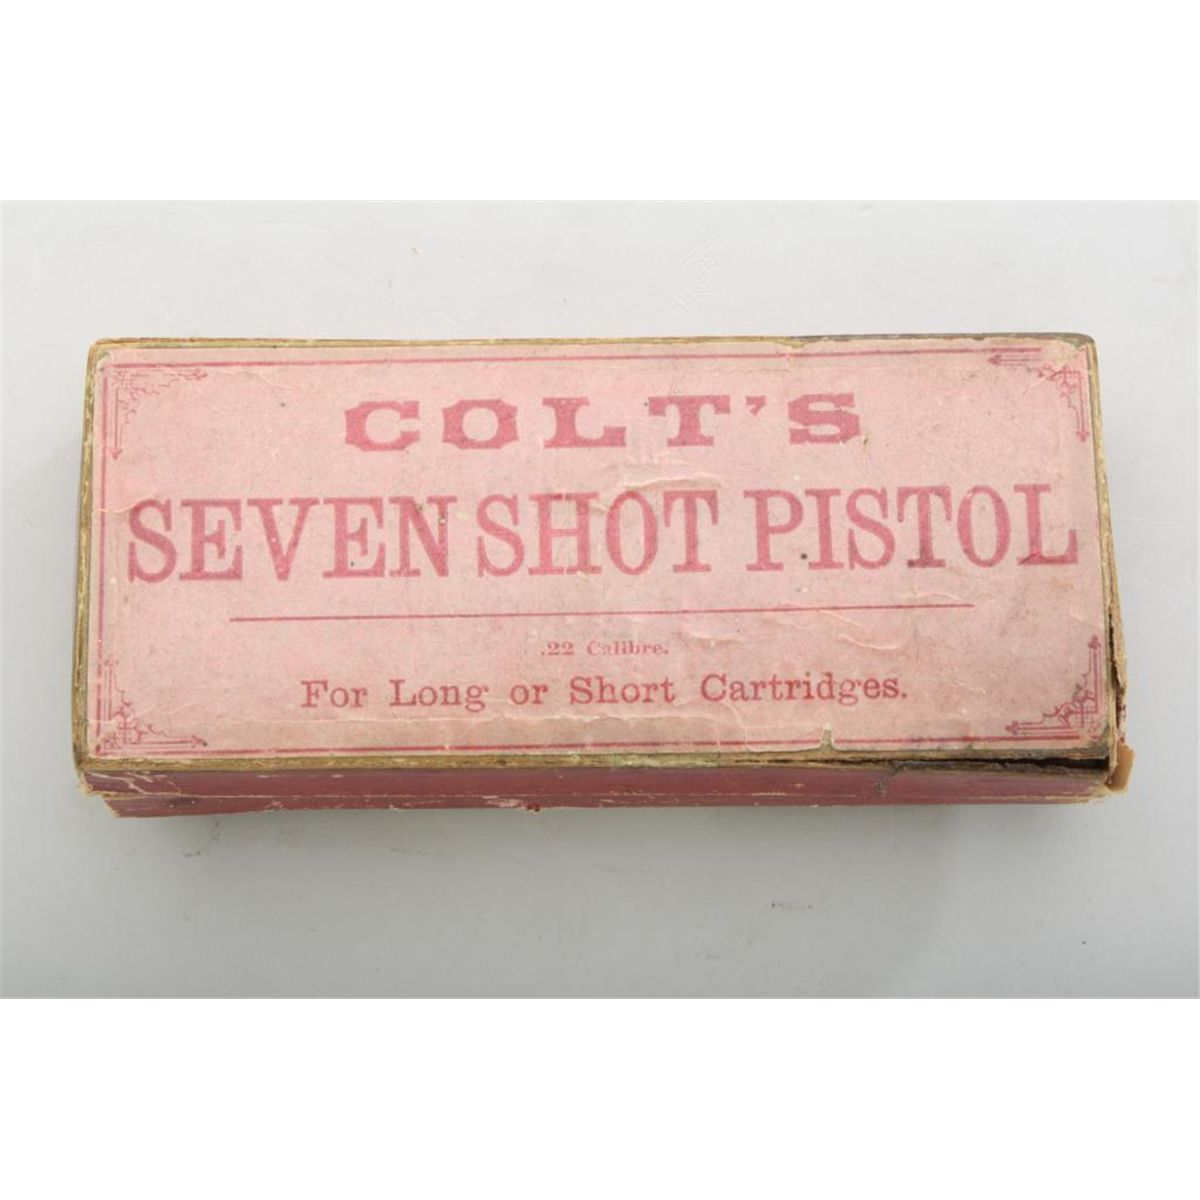 COLT'S
SEVEN SHOT PISTOL
.22 Calibre.
For Long or Short Cartridges.